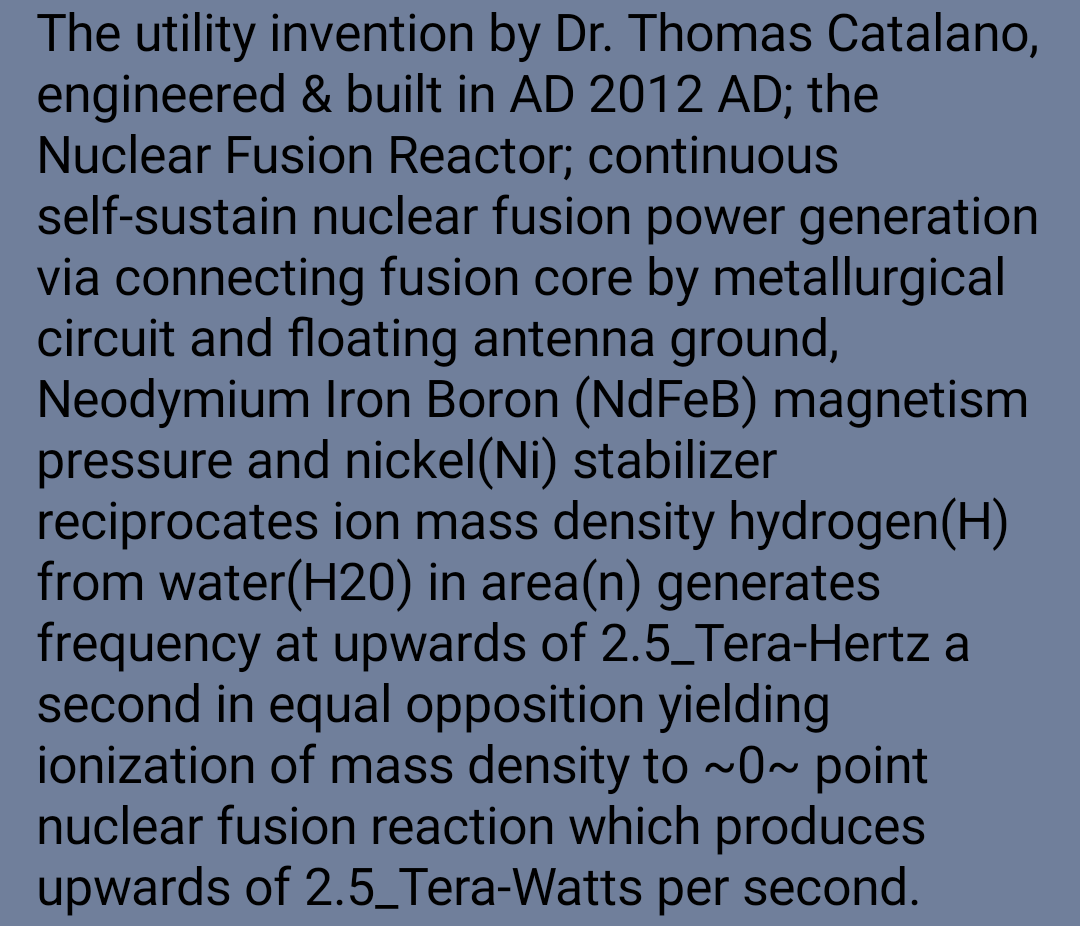 The utility invention by Dr. Thomas Catalano,
engineered & built in AD 2012 AD; the
Nuclear Fusion Reactor; continuous
self-sustain nuclear fusion power generation
via connecting fusion core by metallurgical
circuit and floating antenna ground,
Neodymium Iron Boron (NdFeB) magnetism
pressure and nickel(Ni) stabilizer
reciprocates ion mass density hydrogen(H)
from water(H20) in area(n) generates
frequency at upwards of 2.5_Tera-Hertz a
second in equal opposition yielding
ionization of mass density to ~0~ point
nuclear fusion reaction which produces
upwards of 2.5_Tera-Watts per second.